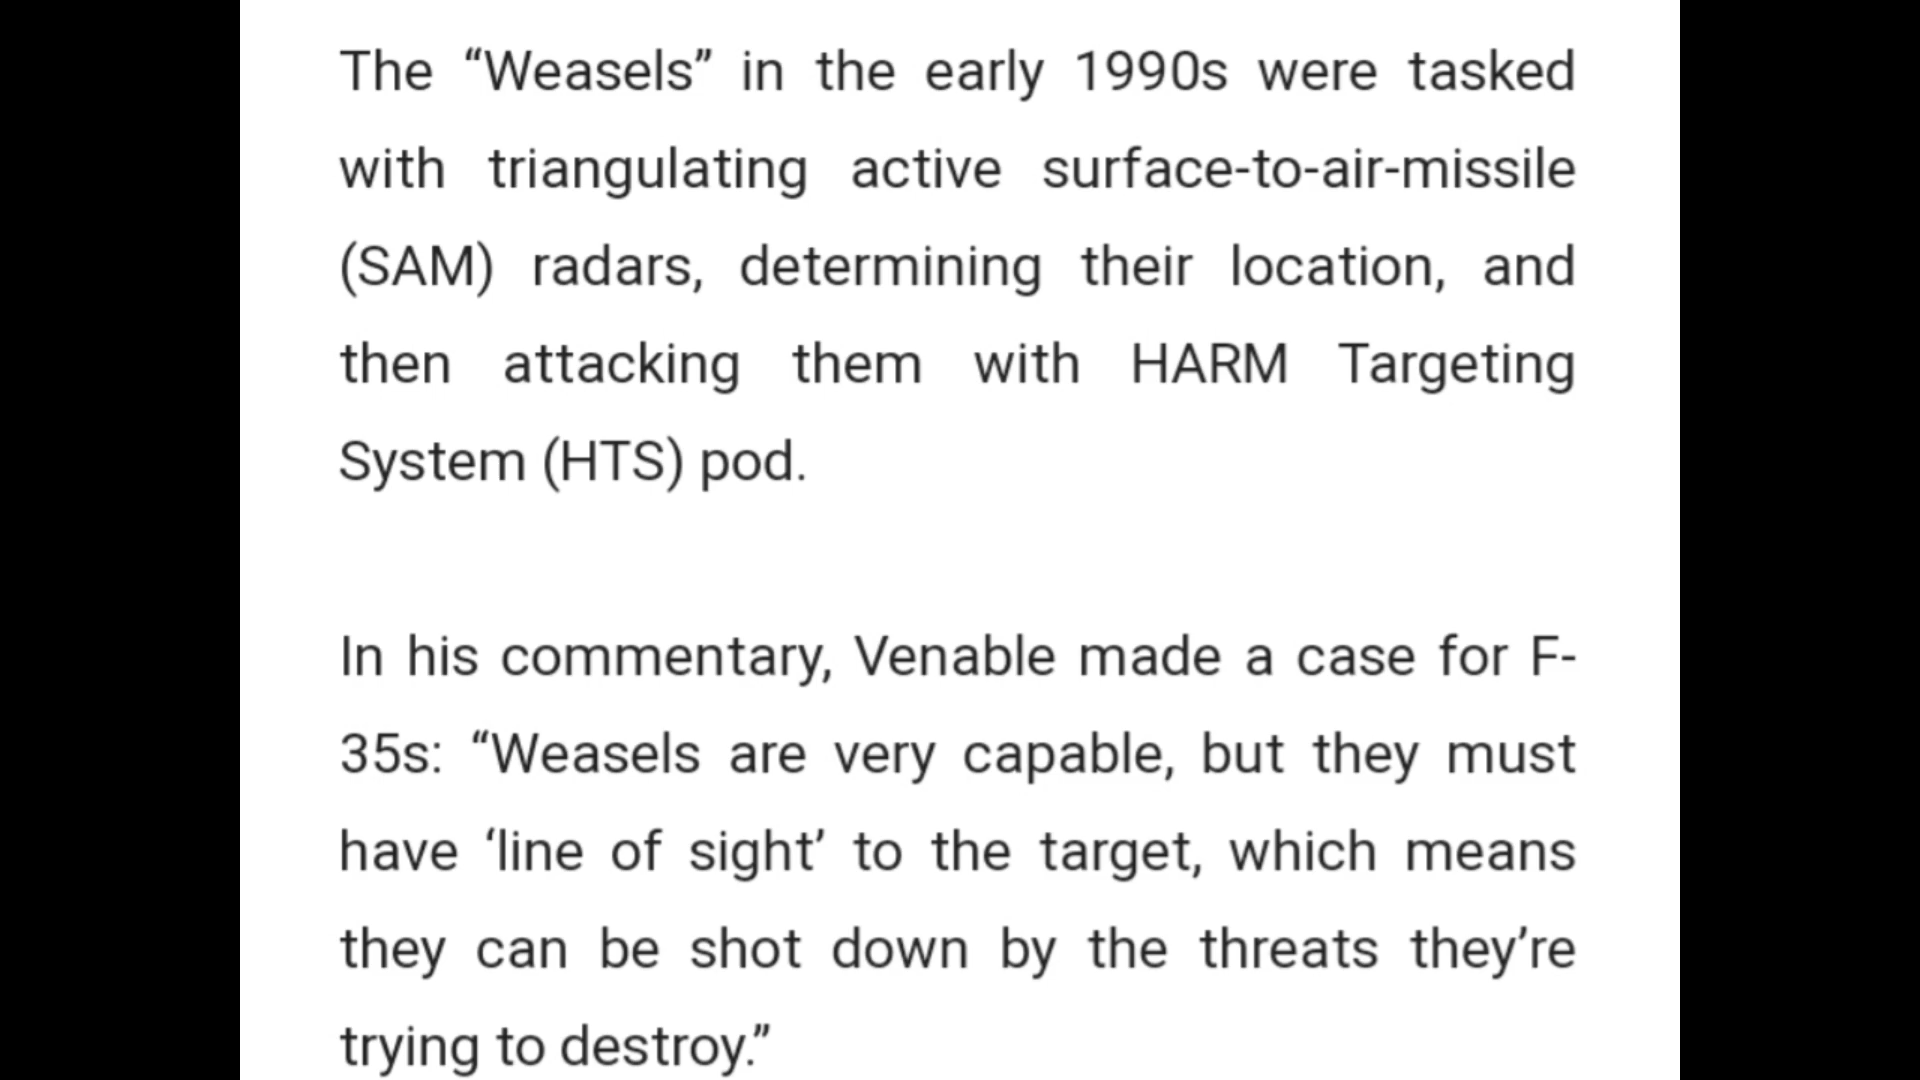 The “Weasels” in the early 1990s were tasked
with triangulating active surface-to-air-missile
(SAM) radars, determining their location, and
then attacking them with HARM Targeting
System (HTS) pod.
In his commentary, Venable made a case for F-
35s: “Weasels are very capable, but they must
have ‘line of sight’ to the target, which means
they can be shot down by the threats they’re
trying to destroy.”